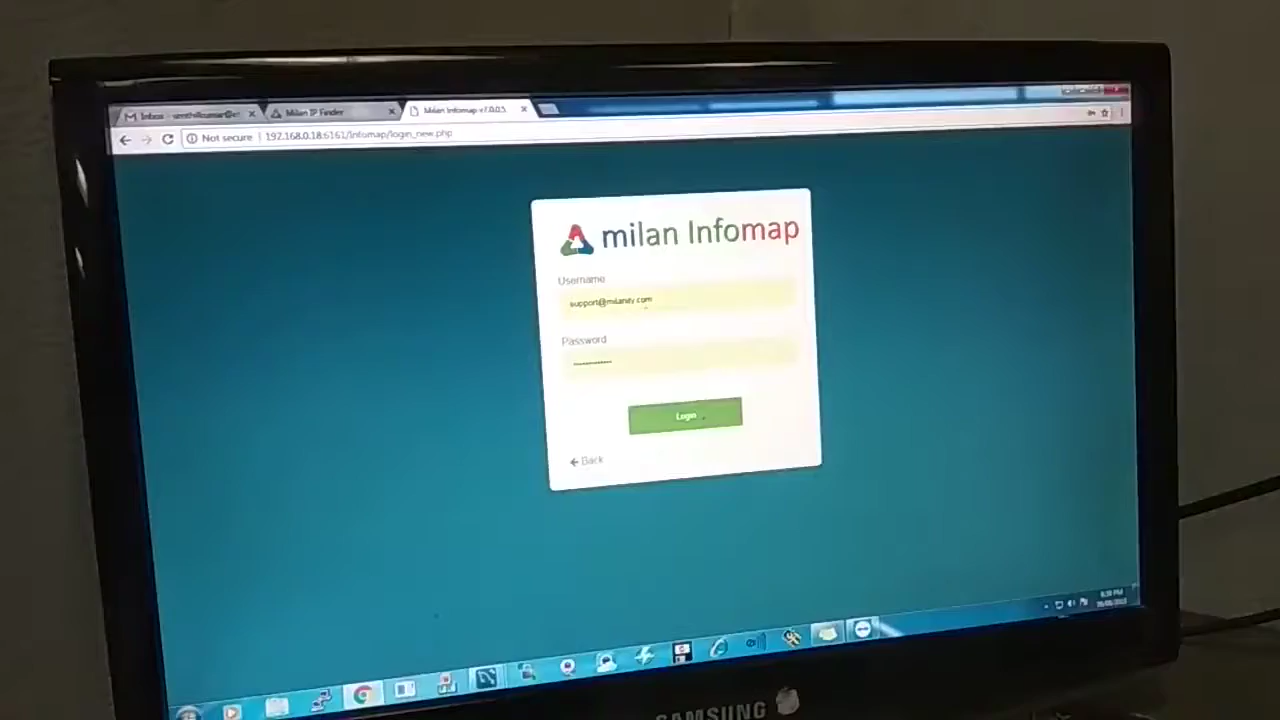 Milan IP Finder
Milan Infomap v7.0.0.5
Not secure | 192.168.0.18:6161/Infomap/login_new.php
milan Infomap
Username
support@milanity.com
Password
Login
Back
SAMSUNG